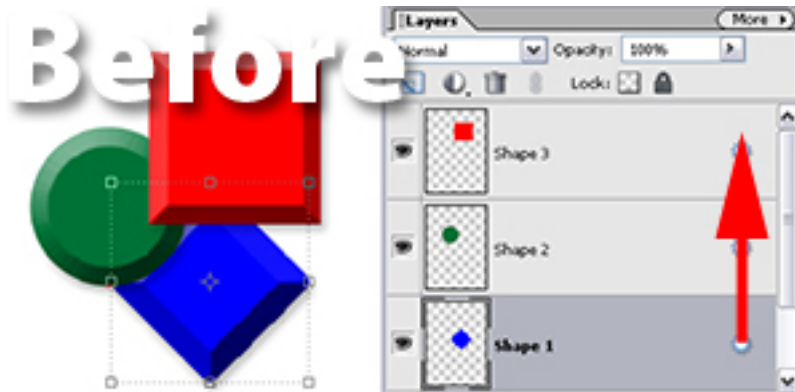 Before
Layers
More
Normal
Opacity: 100%
Lock:
Shape 3
Shape 2
Shape 1